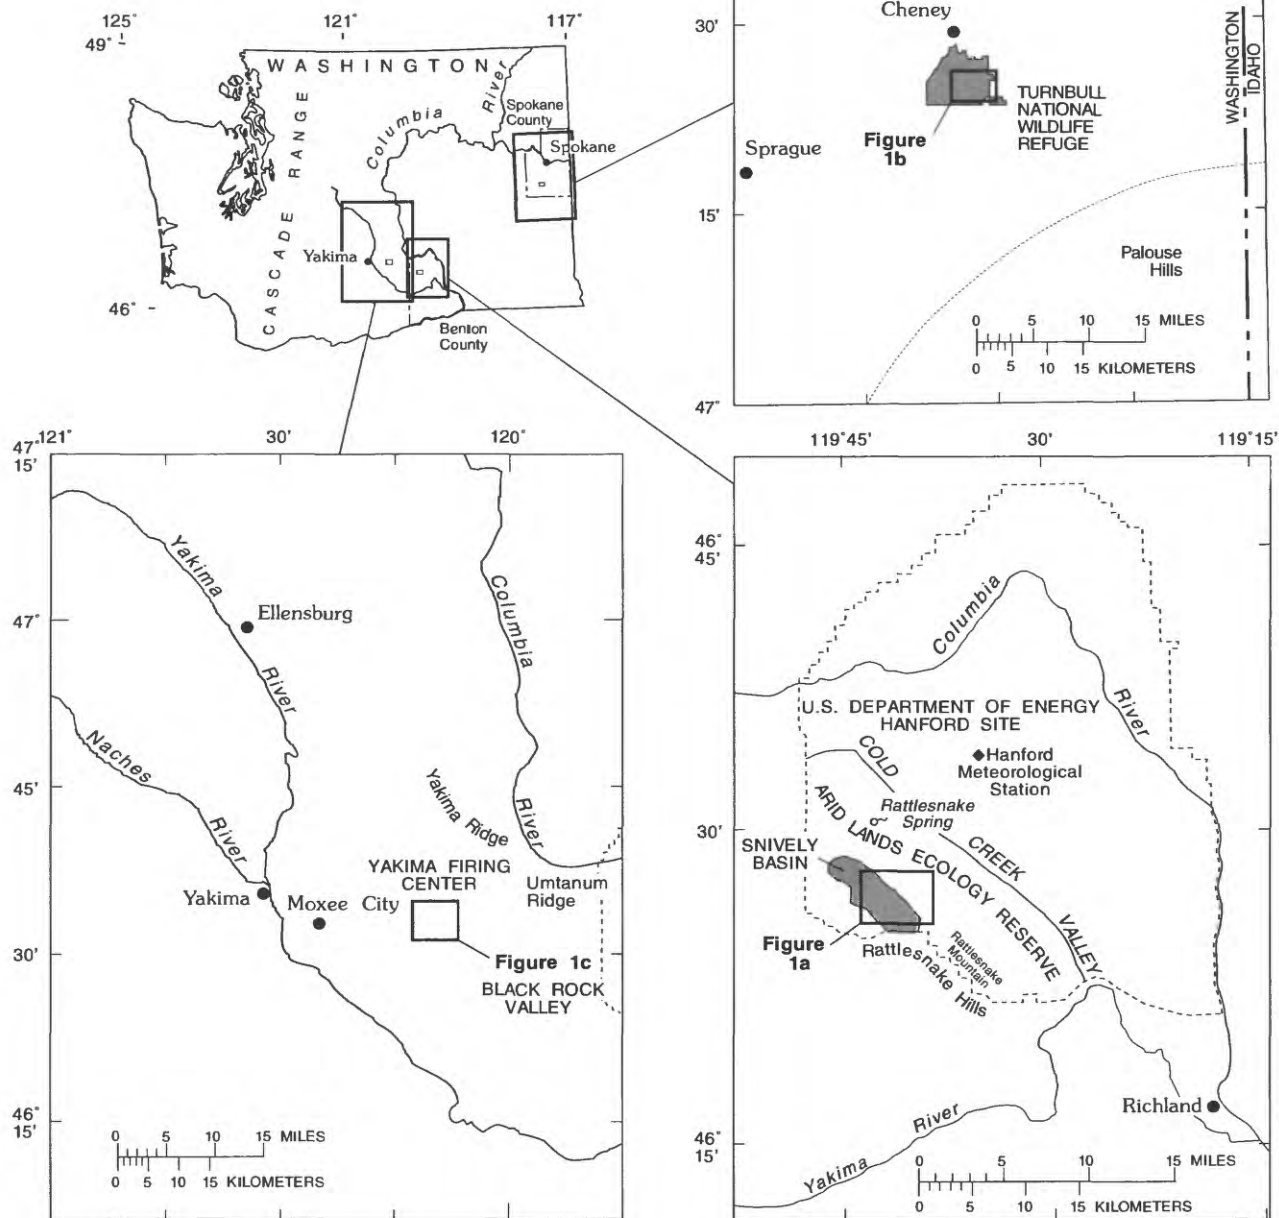 125°
121°
117°
49°
WASHINGTON
CASCADE RANGE
Columbia
River
Spokane
County
Spokane
Yakima
46°
Benton
County
30'
Cheney
WASHINGTON
IDAHO
TURNBULL
NATIONAL
WILDLIFE
REFUGE
Figure
1b
Sprague
15'
Palouse
Hills
0 5 10 15 MILES
0 5 10 15 KILOMETERS
47°
121°
30'
120°
47°
15'
Yakima
River
Ellensburg
Columbia
River
47°
Naches
River
45'
Yakima Ridge
YAKIMA FIRING
CENTER
Umtanum
Ridge
Yakima
Moxee City
30'
Figure 1c
BLACK ROCK
VALLEY
46°
15'
0 5 10 15 MILES
0 5 10 15 KILOMETERS
119°45'
30'
119°15'
46°
45'
Columbia
River
U.S. DEPARTMENT OF ENERGY
HANFORD SITE
COLD
CREEK
VALLEY
Hanford
Meteorological
Station
Rattlesnake
Spring
ARID LANDS ECOLOGY RESERVE
30'
SNIVELY
BASIN
Figure
1a
Rattlesnake
Mountain
Rattlesnake Hills
Richland
46°
15'
Yakima
River
0 5 10 15 MILES
0 5 10 15 KILOMETERS